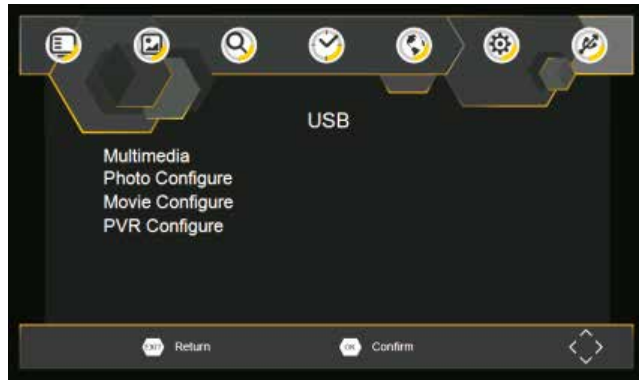 USB
Multimedia
Photo Configure
Movie Configure
PVR Configure
EXIT Return
OK Confirm